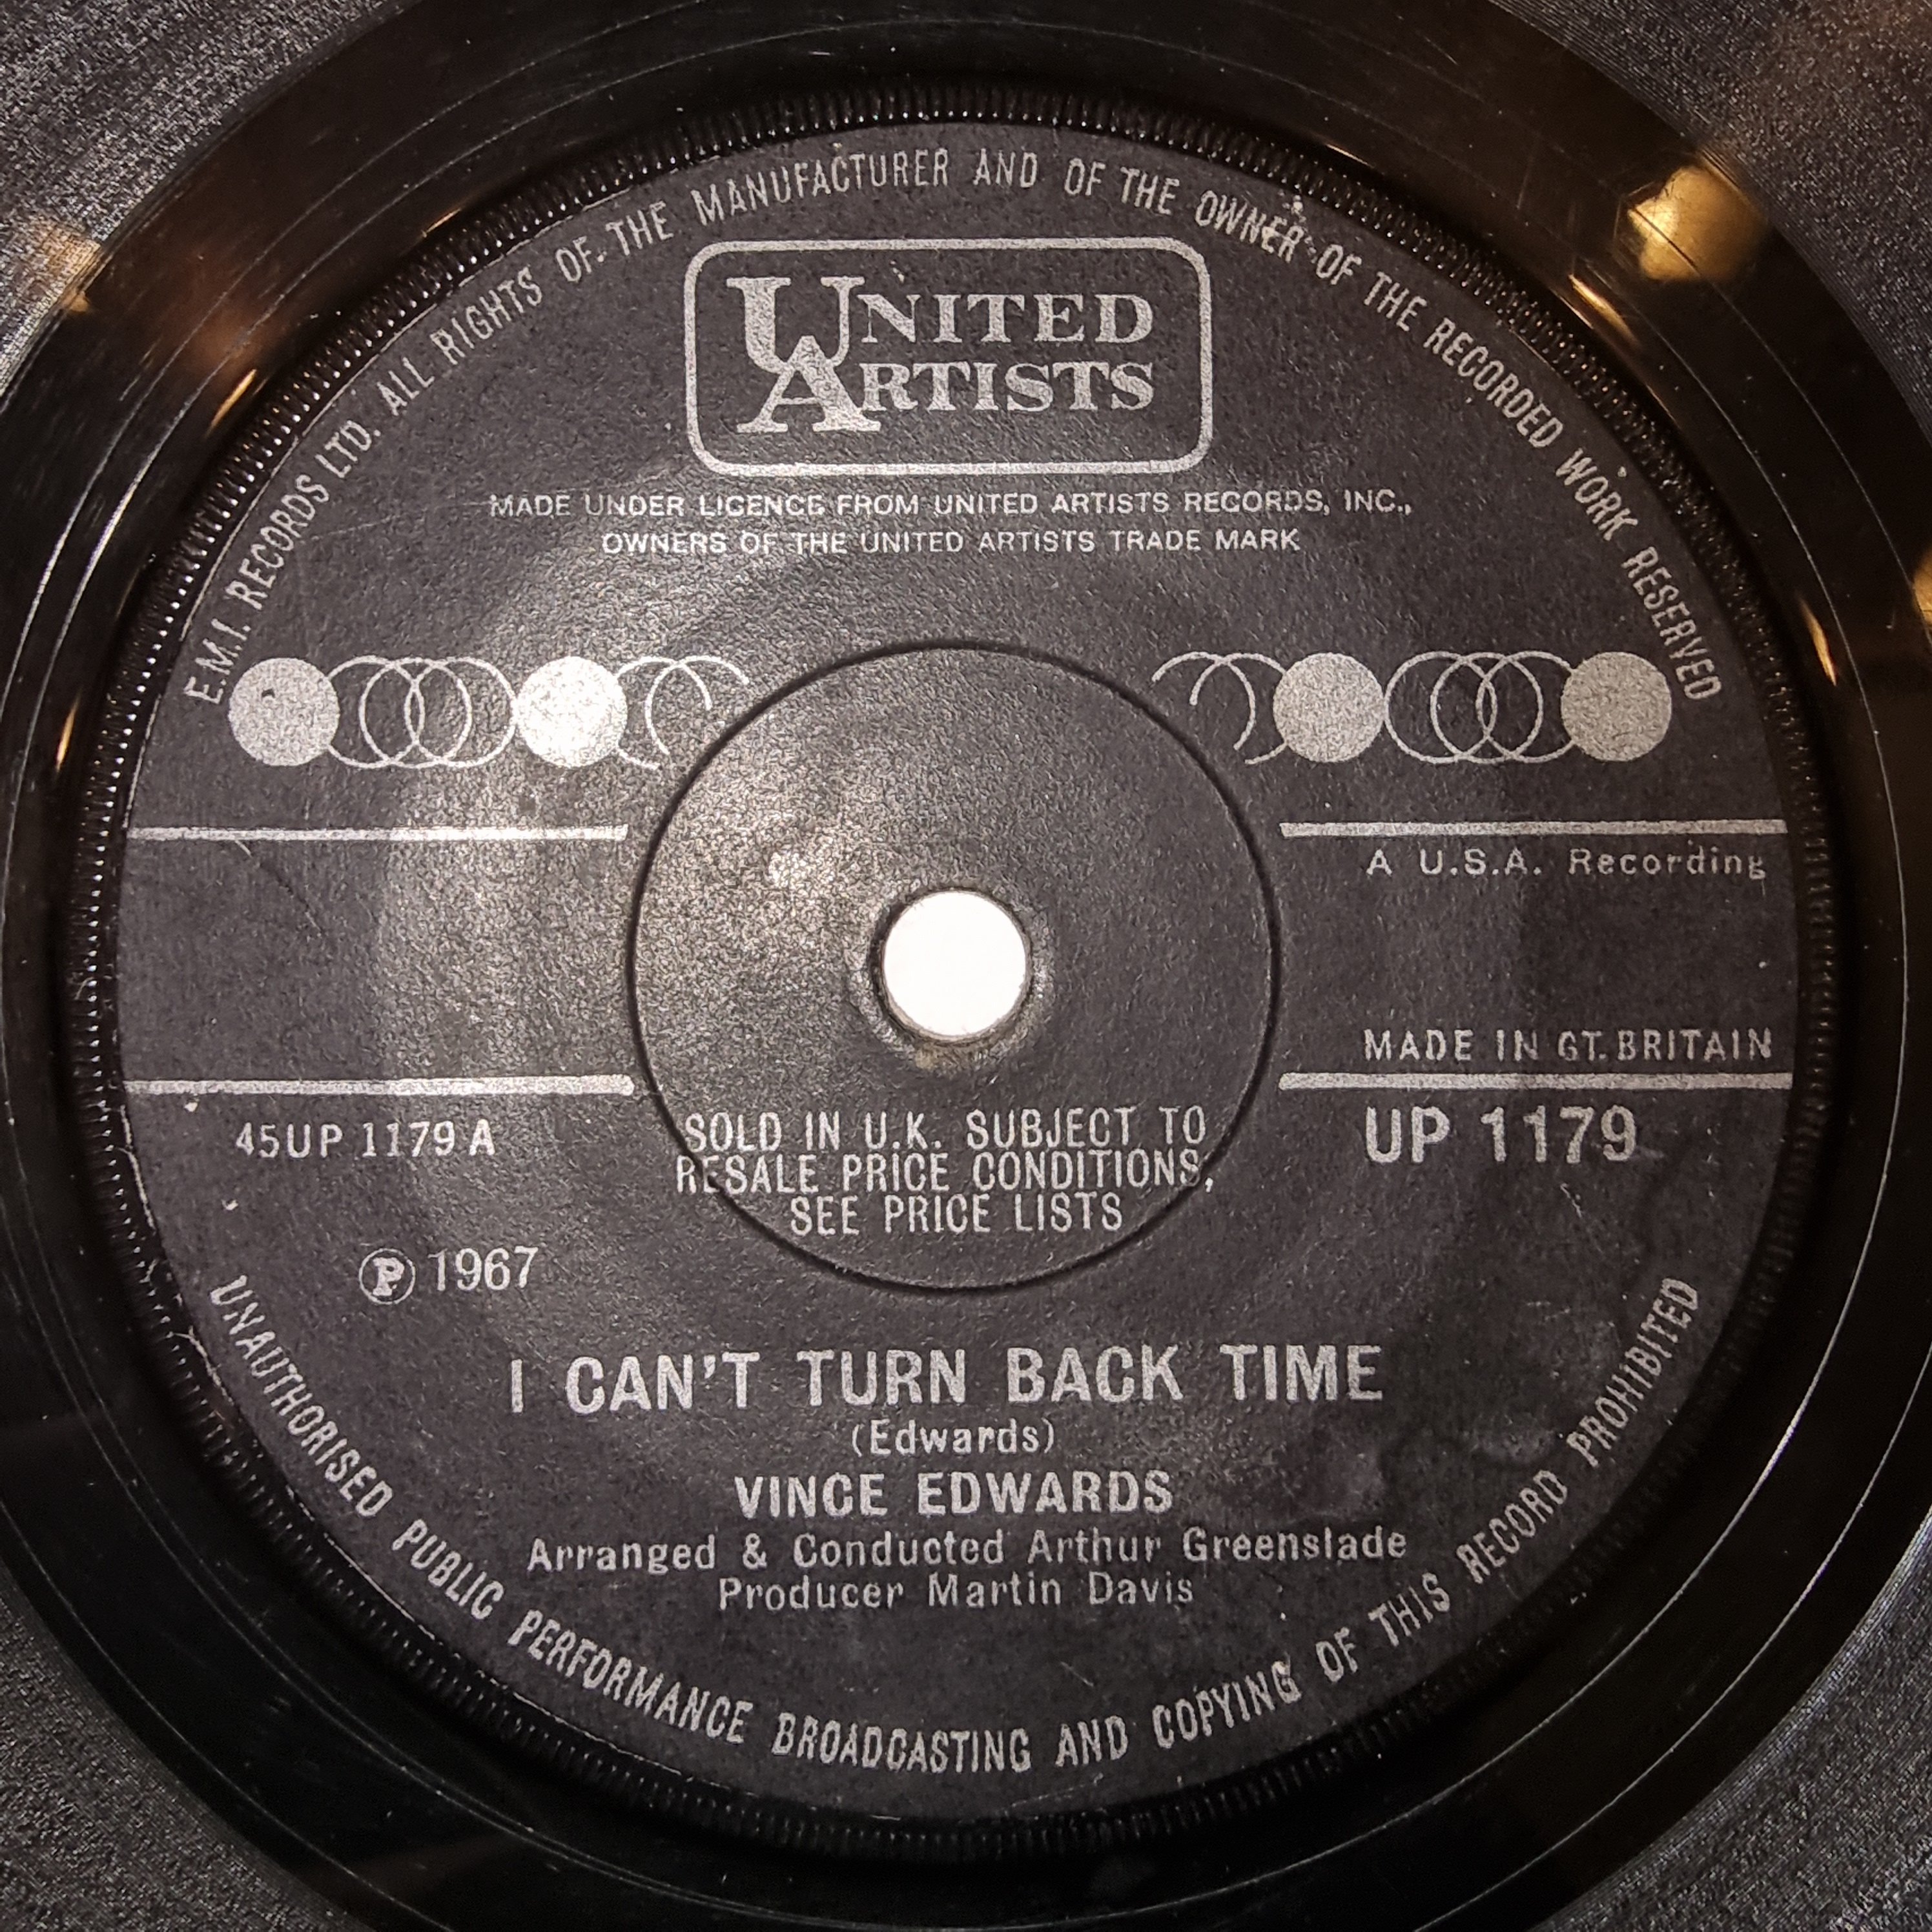 E.M.I. RECORDS LTD. ALL RIGHTS OF THE MANUFACTURER AND OF THE OWNER OF THE RECORDED WORK RESERVED
UNITED
ARTISTS
MADE UNDER LICENCE FROM UNITED ARTISTS RECORDS, INC.,
OWNERS OF THE UNITED ARTISTS TRADE MARK
A U.S.A. Recording
MADE IN GT. BRITAIN
45UP 1179 A
UP 1179
SOLD IN U.K. SUBJECT TO
RESALE PRICE CONDITIONS,
SEE PRICE LISTS
Ⓟ 1967
I CAN'T TURN BACK TIME
(Edwards)
VINCE EDWARDS
Arranged & Conducted Arthur Greenslade
Producer Martin Davis
UNAUTHORISED PUBLIC PERFORMANCE BROADCASTING AND COPYING OF THIS RECORD PROHIBITED